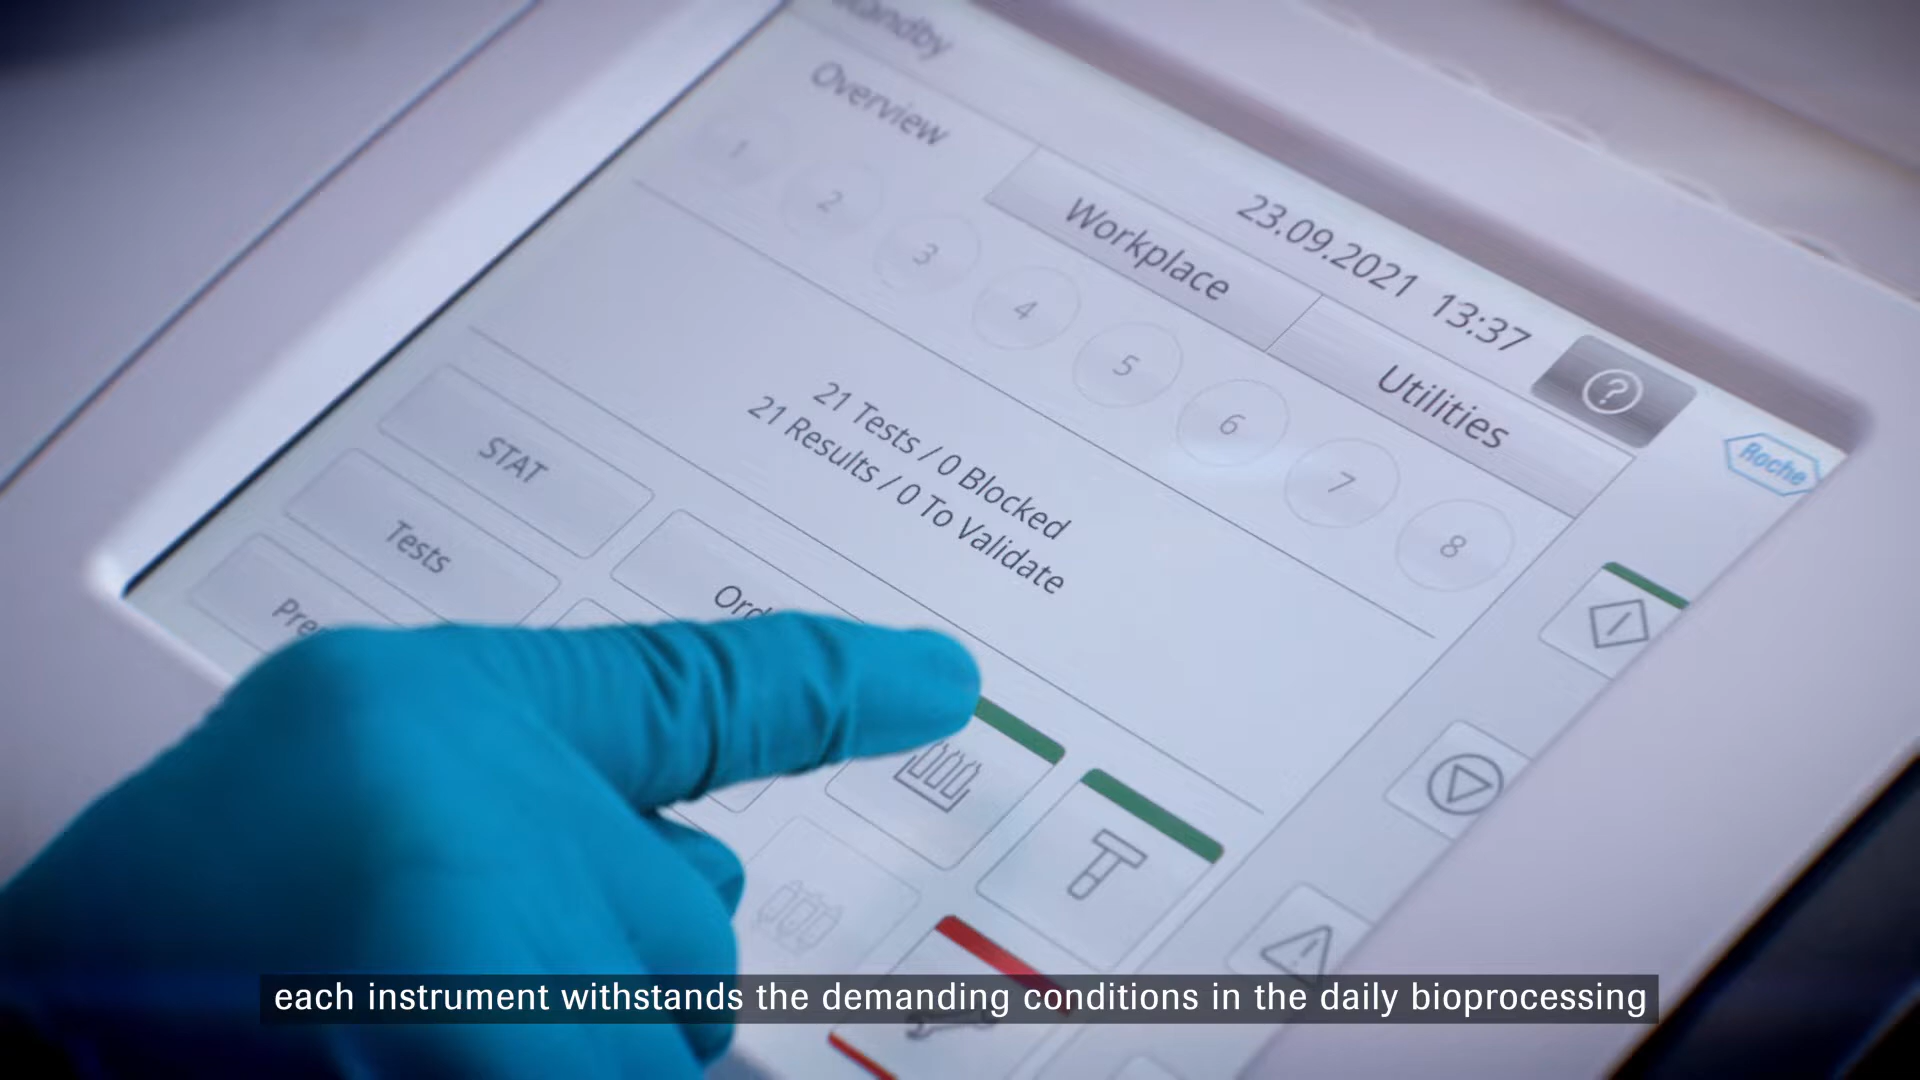 Standby
Overview
Workplace
Utilities
23.09.2021 13:37
?
Roche
1
2
3
4
5
6
7
8
21 Tests / 0 Blocked
21 Results / 0 To Validate
STAT
Tests
each instrument withstands the demanding conditions in the daily bioprocessing